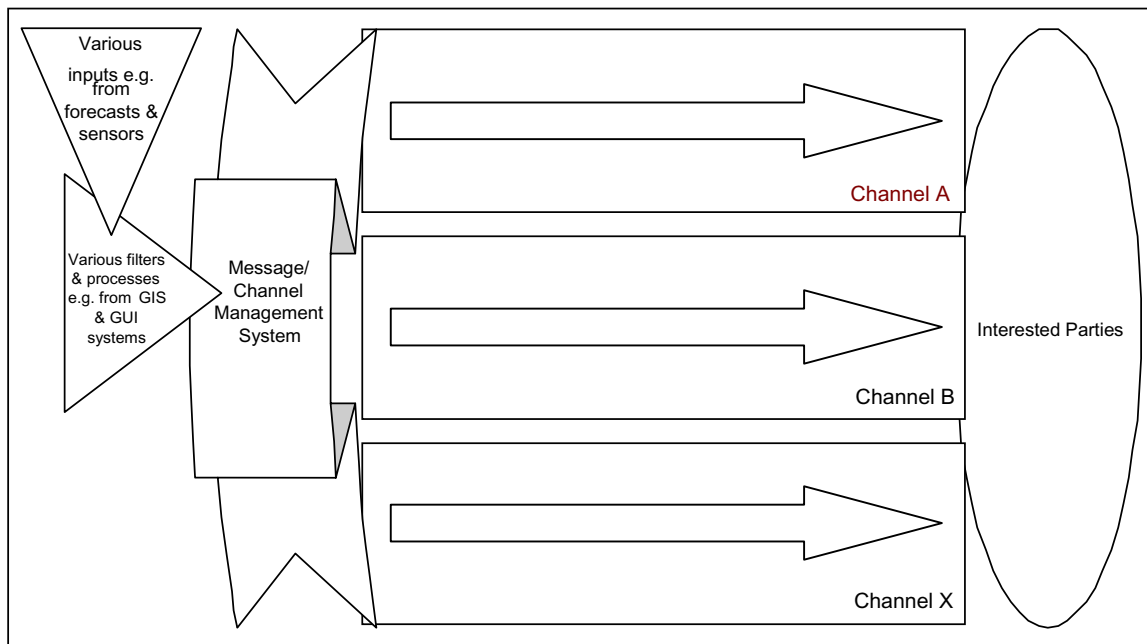 Various
inputs e.g.
from
forecasts &
sensors
Various filters
& processes
e.g. from GIS
& GUI
systems
Message/
Channel
Management
System
Channel A
Channel B
Channel X
Interested Parties